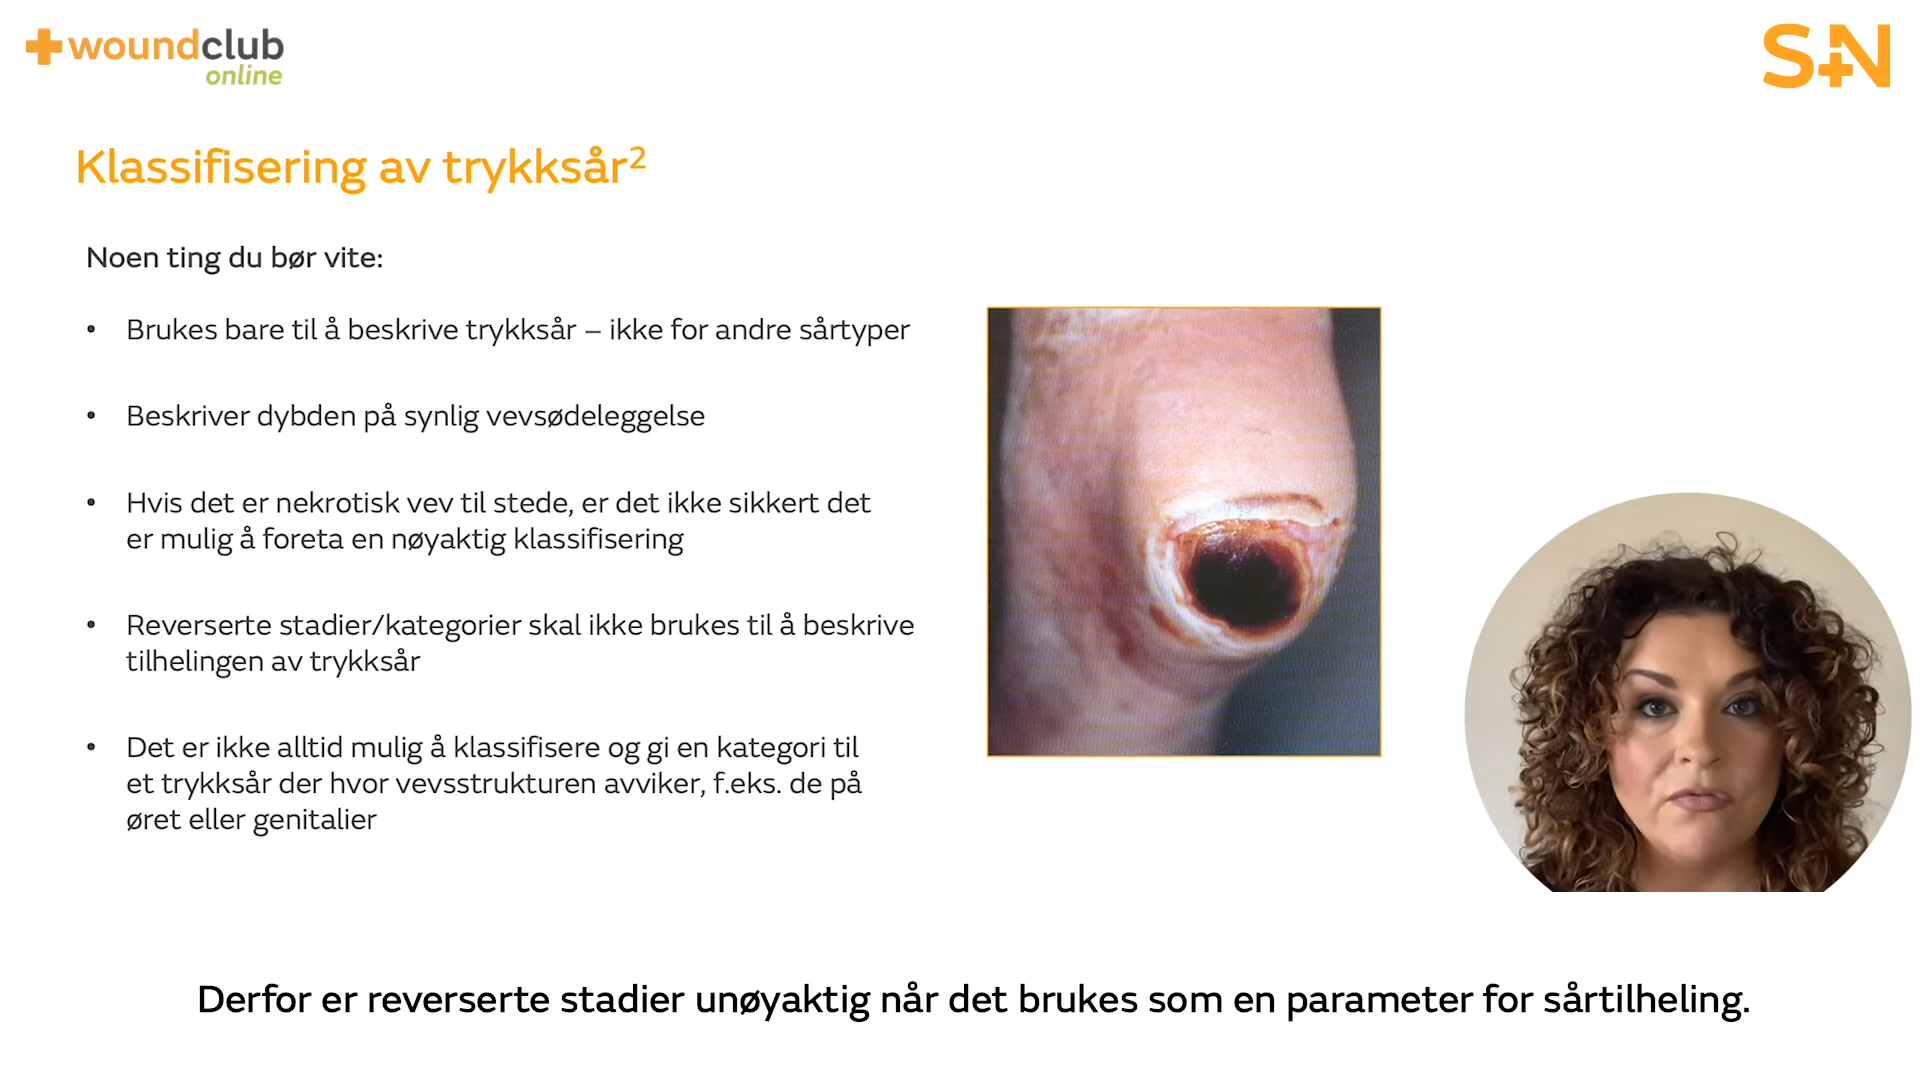 woundclub
online
S+N
Klassifisering av trykksår²
Noen ting du bør vite:
• Brukes bare til å beskrive trykksår – ikke for andre sårtyper
• Beskriver dybden på synlig vevsødeleggelse
• Hvis det er nekrotisk vev til stede, er det ikke sikkert det
er mulig å foreta en nøyaktig klassifisering
• Reverserte stadier/kategorier skal ikke brukes til å beskrive
tilhelingen av trykksår
• Det er ikke alltid mulig å klassifisere og gi en kategori til
et trykksår der hvor vevsstrukturen avviker, f.eks. de på
øret eller genitalier
Derfor er reverserte stadier unøyaktig når det brukes som en parameter for sårtilheling.